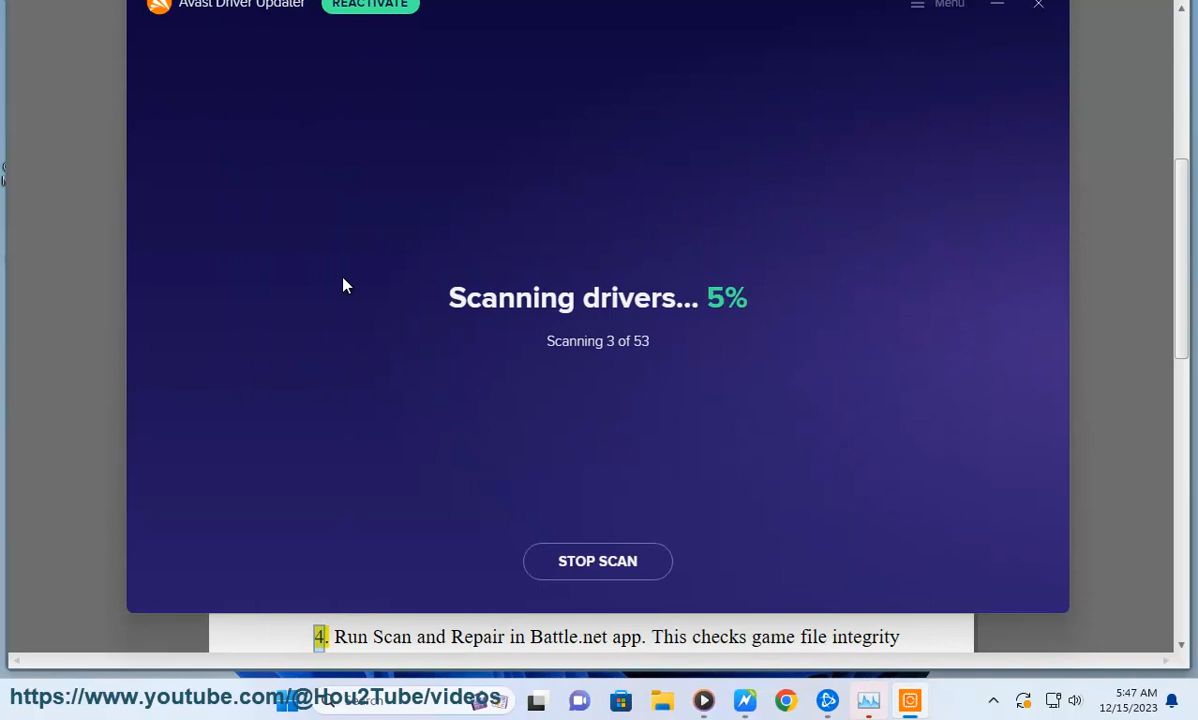 Avast Driver Updater REACTIVATE Menu
Scanning drivers... 5%
Scanning 3 of 53
STOP SCAN
4. Run Scan and Repair in Battle.net app. This checks game file integrity
https://www.youtube.com/@Hou2Tube/videos
Search
5:47 AM
12/15/2023